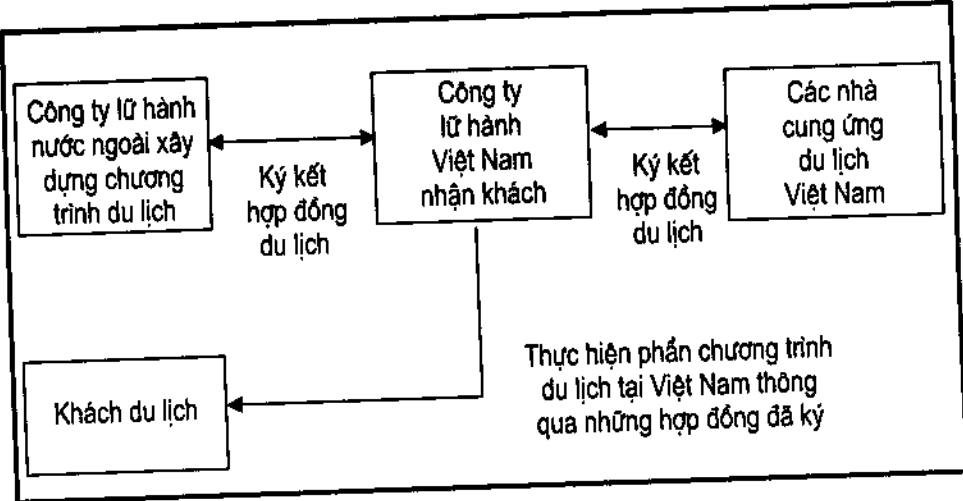 Công ty lữ hành
nước ngoài xây
dựng chương
trình du lịch
Ký kết
hợp đồng
du lịch
Công ty
lữ hành
Việt Nam
nhận khách
Ký kết
hợp đồng
du lịch
Các nhà
cung ứng
du lịch
Việt Nam
Khách du lịch
Thực hiện phần chương trình
du lịch tại Việt Nam thông
qua những hợp đồng đã ký